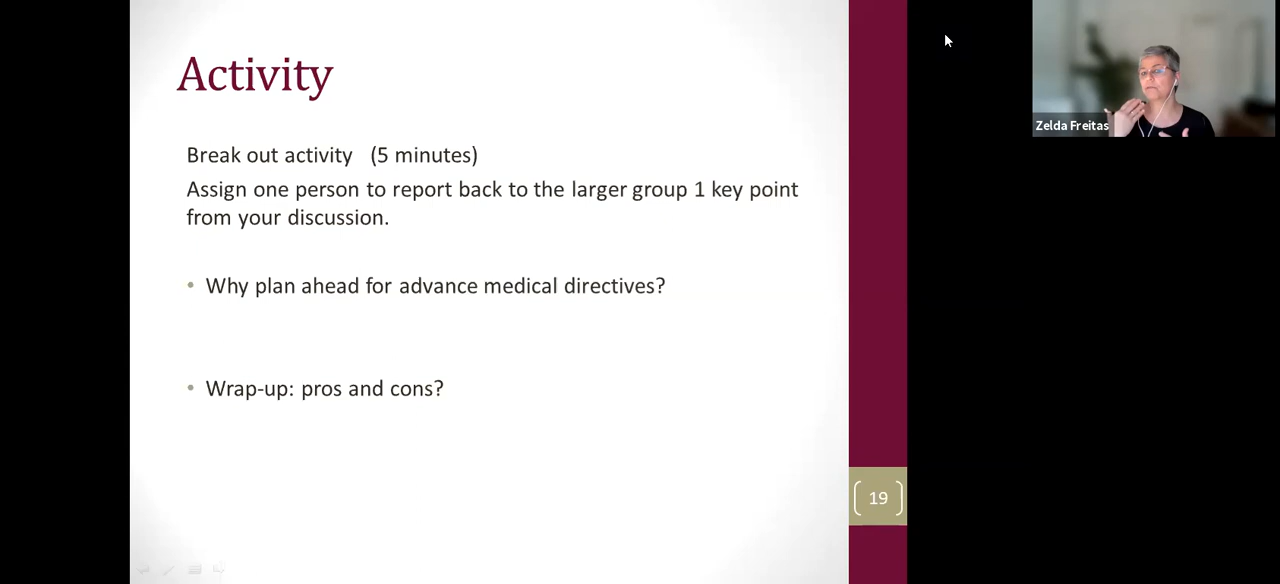 Activity
Break out activity (5 minutes)
Assign one person to report back to the larger group 1 key point
from your discussion.
• Why plan ahead for advance medical directives?
• Wrap-up: pros and cons?
19
Zelda Freitas